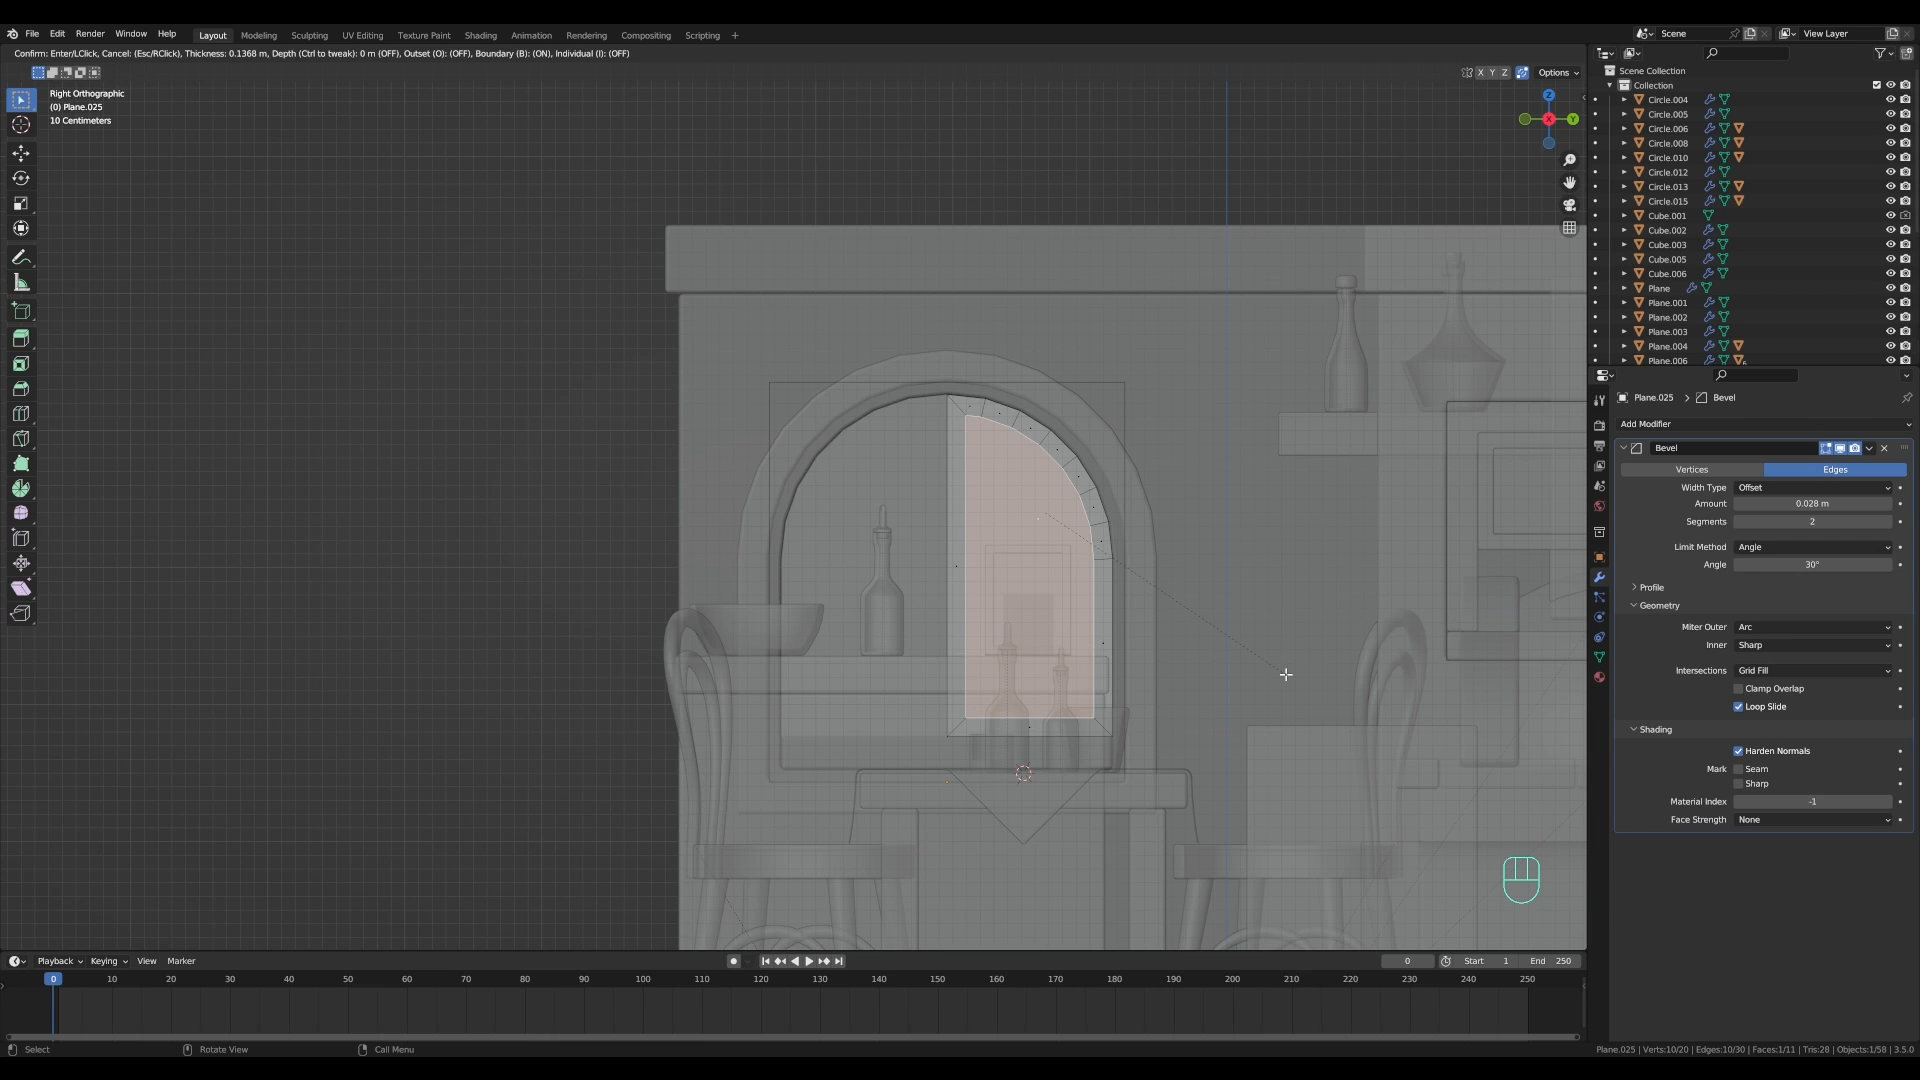 File Edit Render Window Help Layout Modeling Sculpting UV Editing Texture Paint Shading Animation Rendering Compositing Scripting + Scene View Layer
Confirm: Enter/LClick, Cancel: (Esc/RClick), Thickness: 0.1368 m, Depth (Ctrl to tweak): 0 m (OFF), Outset (O): (OFF), Boundary (B): (ON), Individual (I): (OFF)
X Y Z Options
Scene Collection
Collection
Right Orthographic
(0) Plane.025
10 Centimeters
Z
X
Y
Circle.004
Circle.005
Circle.006
Circle.008
Circle.010
Circle.012
Circle.013
Circle.015
Cube.001
Cube.002
Cube.003
Cube.005
Cube.006
Plane
Plane.001
Plane.002
Plane.003
Plane.004
Plane.006
Plane.025 > Bevel
Add Modifier
Bevel
Vertices Edges
Width Type Offset
Amount 0.028 m
Segments 2
Limit Method Angle
Angle 30°
Profile
Geometry
Miter Outer Arc
Inner Sharp
Intersections Grid Fill
Clamp Overlap
Loop Slide
Shading
Harden Normals
Mark Seam
Sharp
Material Index -1
Face Strength None
Playback Keying View Marker 0 Start 1 End 250
0 10 20 30 40 50 60 70 80 90 100 110 120 130 140 150 160 170 180 190 200 210 220 230 240 250
Select Rotate View Call Menu Plane.025 | Verts:10/20 | Edges:10/30 | Faces:1/11 | Tris:28 | Objects:1/58 | 3.5.0